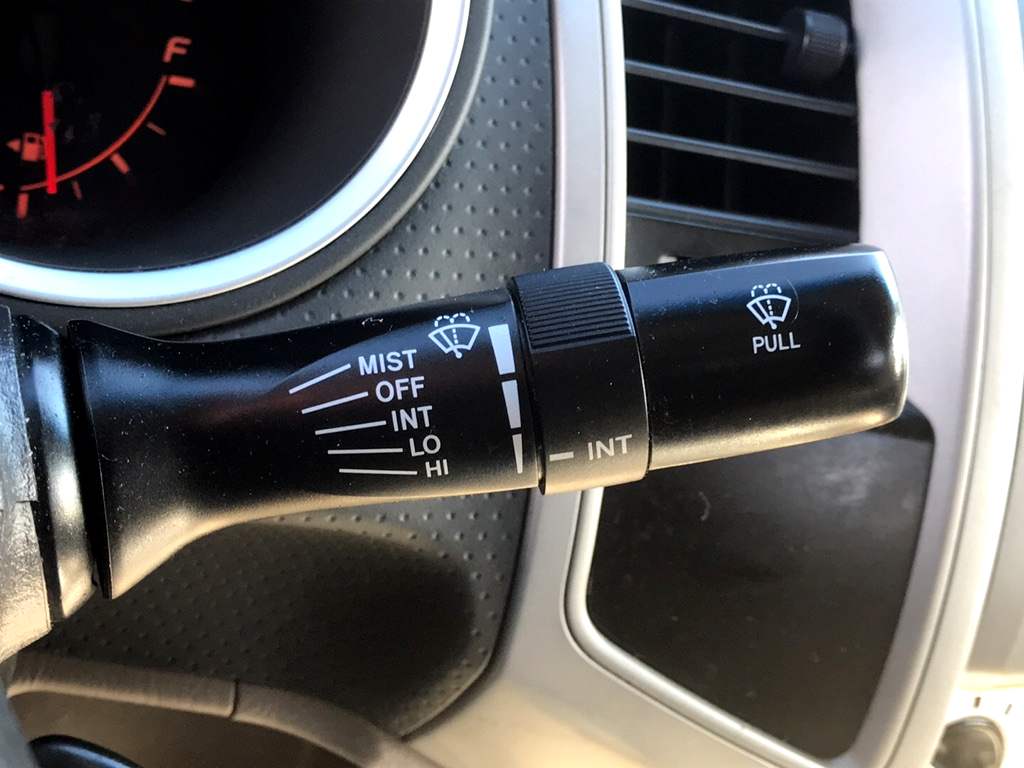 F
MIST
OFF
INT
LO
HI
INT
PULL